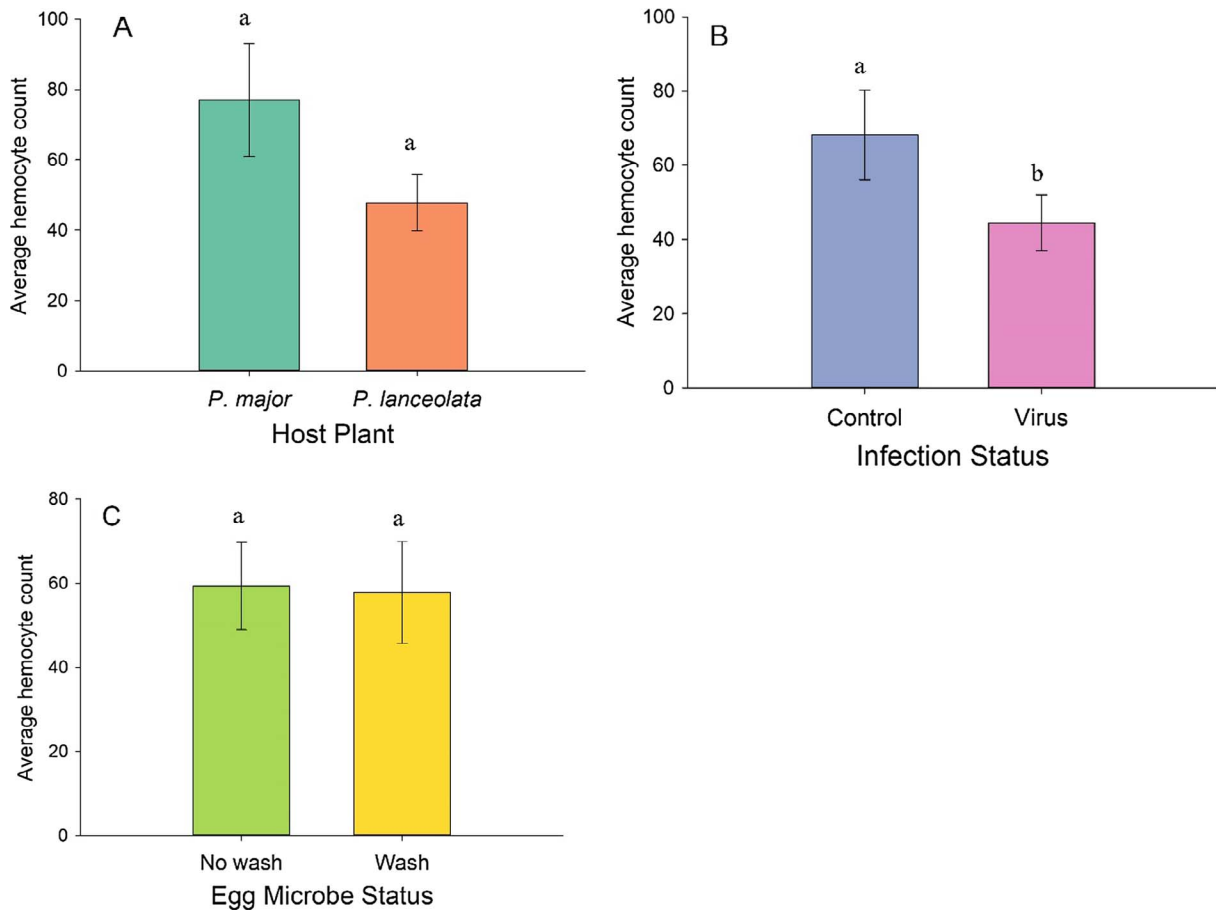 A
a
a
100
80
60
40
20
0
Average hemocyte count
P. major
P. lanceolata
Host Plant
B
a
b
100
80
60
40
20
0
Average hemocyte count
Control
Virus
Infection Status
C
a
a
80
60
40
20
0
Average hemocyte count
No wash
Wash
Egg Microbe Status